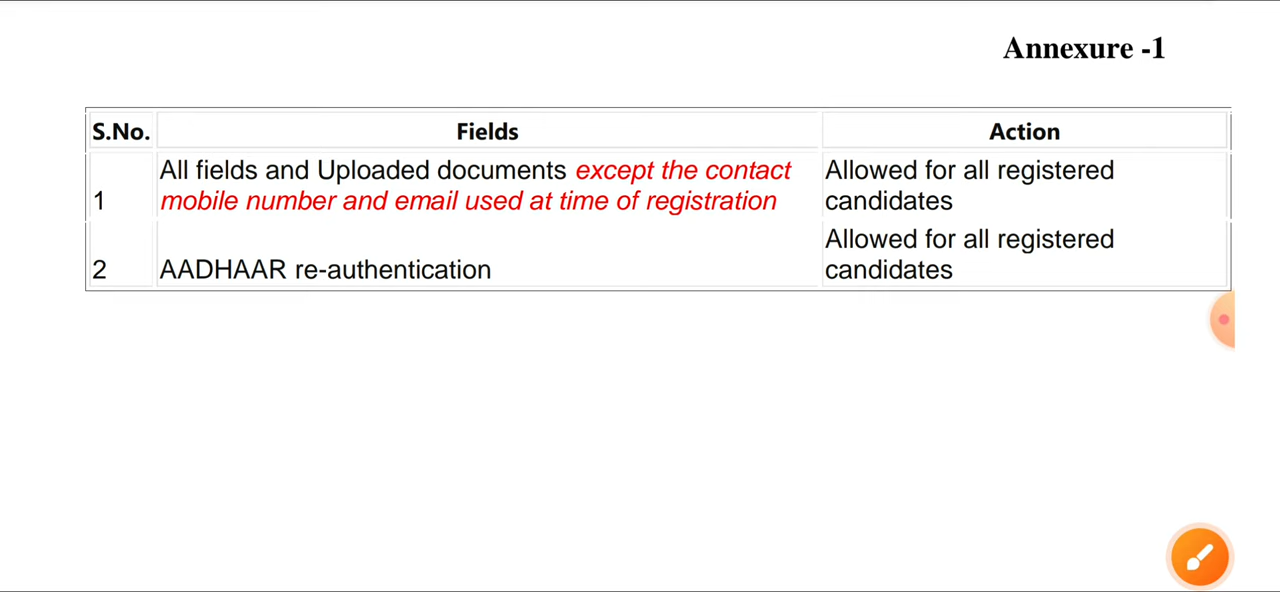 Annexure -1
S.No. Fields Action
All fields and Uploaded documents except the contact Allowed for all registered
1 mobile number and email used at time of registration candidates
Allowed for all registered
2 AADHAAR re-authentication candidates